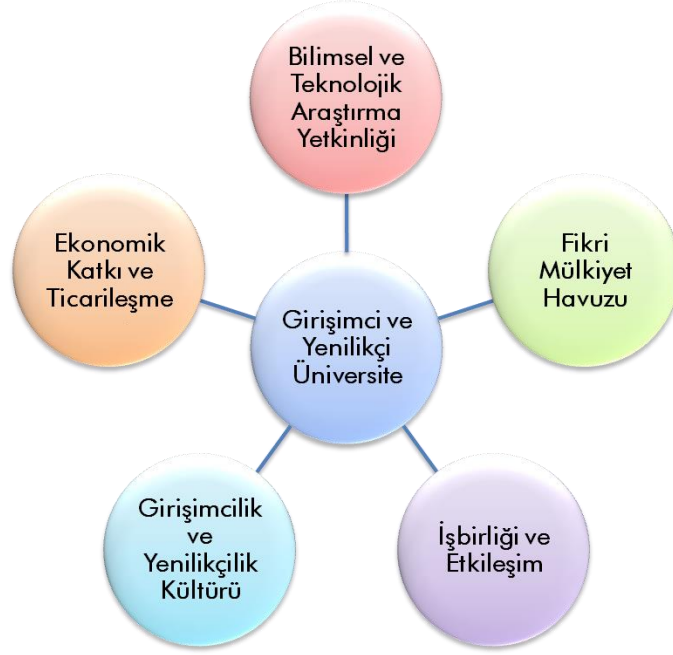 Bilimsel ve
Teknolojik
Araştırma
Yetkinliği
Ekonomik
Katkı ve
Ticarileşme
Fikri
Mülkiyet
Havuzu
Girişimci ve
Yenilikçi
Üniversite
Girişimcilik
ve
Yenilikçilik
Kültürü
İşbirliği ve
Etkileşim